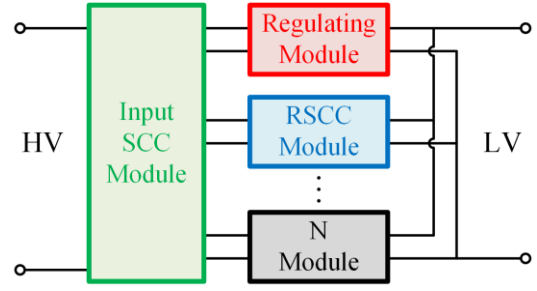 Regulating
Module
Input
SCC
Module
HV
RSCC
Module
LV
⋮
N
Module